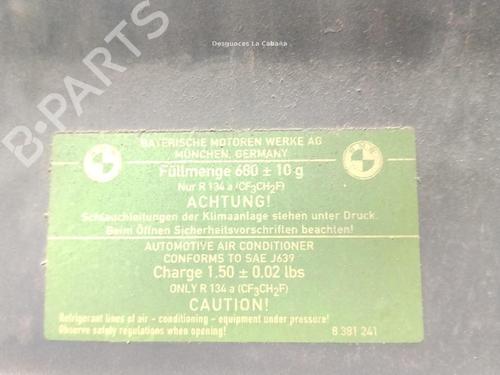 Desguaces La Cabaña
B-PARTS
BAYERISCHE MOTOREN WERKE AG
MÜNCHEN, GERMANY
Füllmenge 680 ± 10 g
Nur R 134 a (CF3CH2F)
ACHTUNG!
Schlauchleitungen der Klimaanlage stehen unter Druck.
Beim Öffnen Sicherheitsvorschriften beachten!
AUTOMOTIVE AIR CONDITIONER
CONFORMS TO SAE J639
Charge 1.50 ± 0.02 lbs
ONLY R 134 a (CF3CH2F)
CAUTION!
Refrigerant lines of air - conditioning - equipment under pressure!
Observe safety regulations when opening!
8 381 241